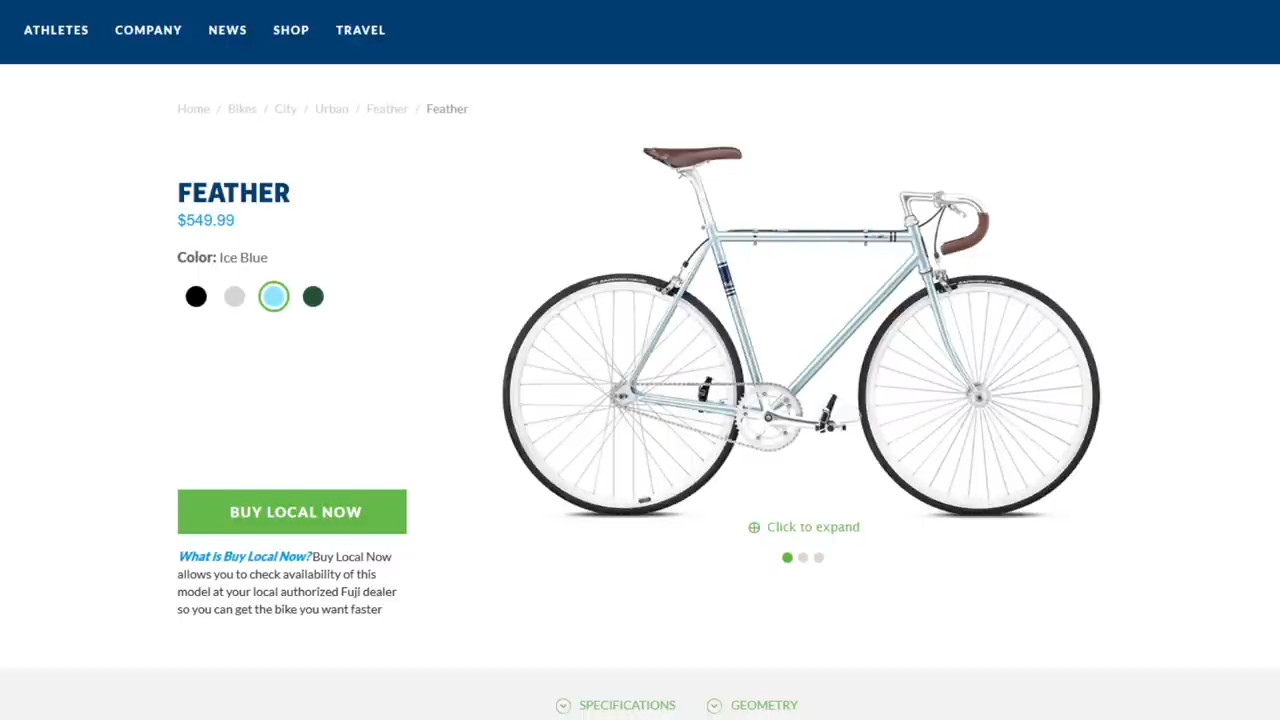 ATHLETES COMPANY NEWS SHOP TRAVEL
Home / Bikes / City / Urban / Feather / Feather
FEATHER
$549.99
Color: Ice Blue
BUY LOCAL NOW
What is Buy Local Now? Buy Local Now
allows you to check availability of this
model at your local authorized Fuji dealer
so you can get the bike you want faster
Click to expand
SPECIFICATIONS GEOMETRY